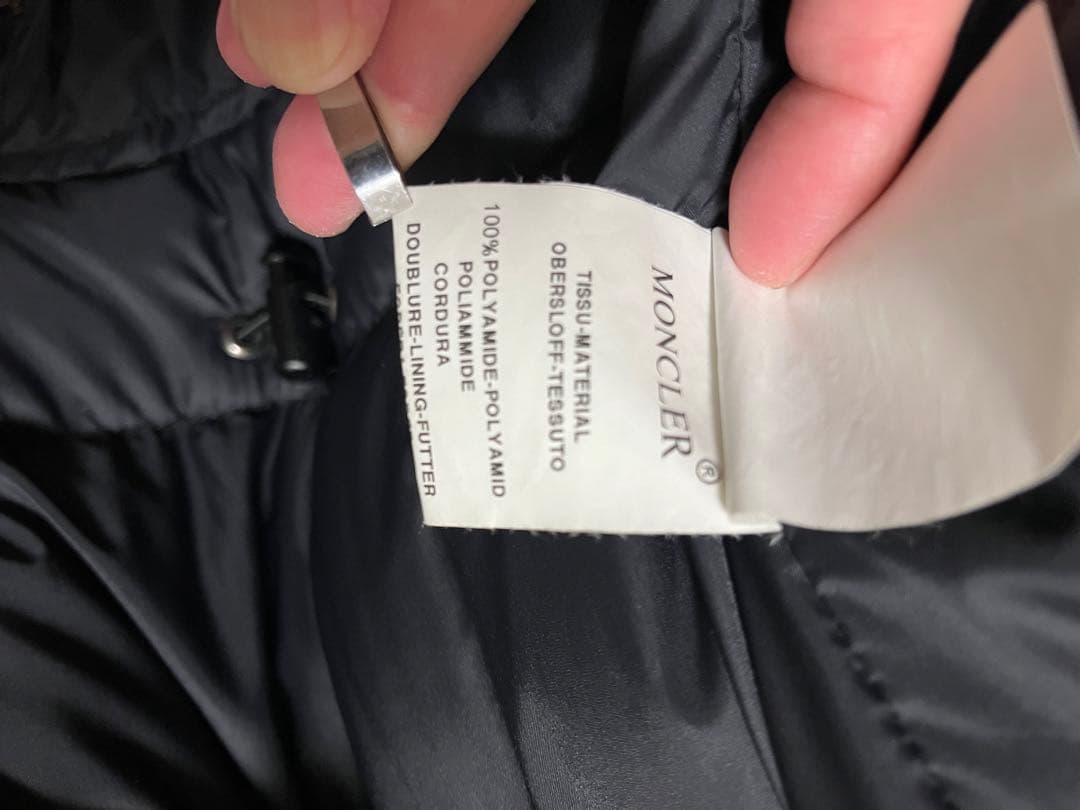 MONCLER®
TISSU-MATERIAL
OBERSLOFF-TESSUTO
100%POLYAMIDE-POLYAMID
POLIAMMIDE
CORDURA
DOUBLURE-LINING-FUTTER